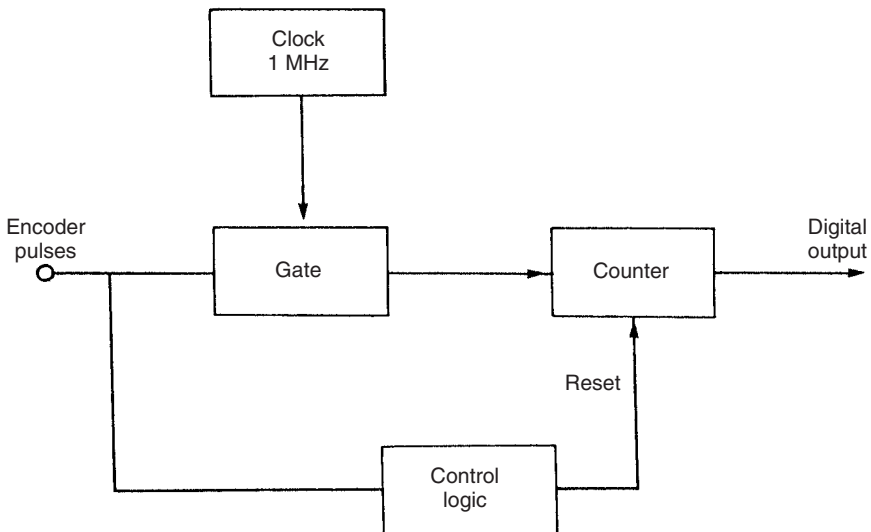 Clock
1 MHz
Encoder
pulses
Gate
Counter
Digital
output
Reset
Control
logic